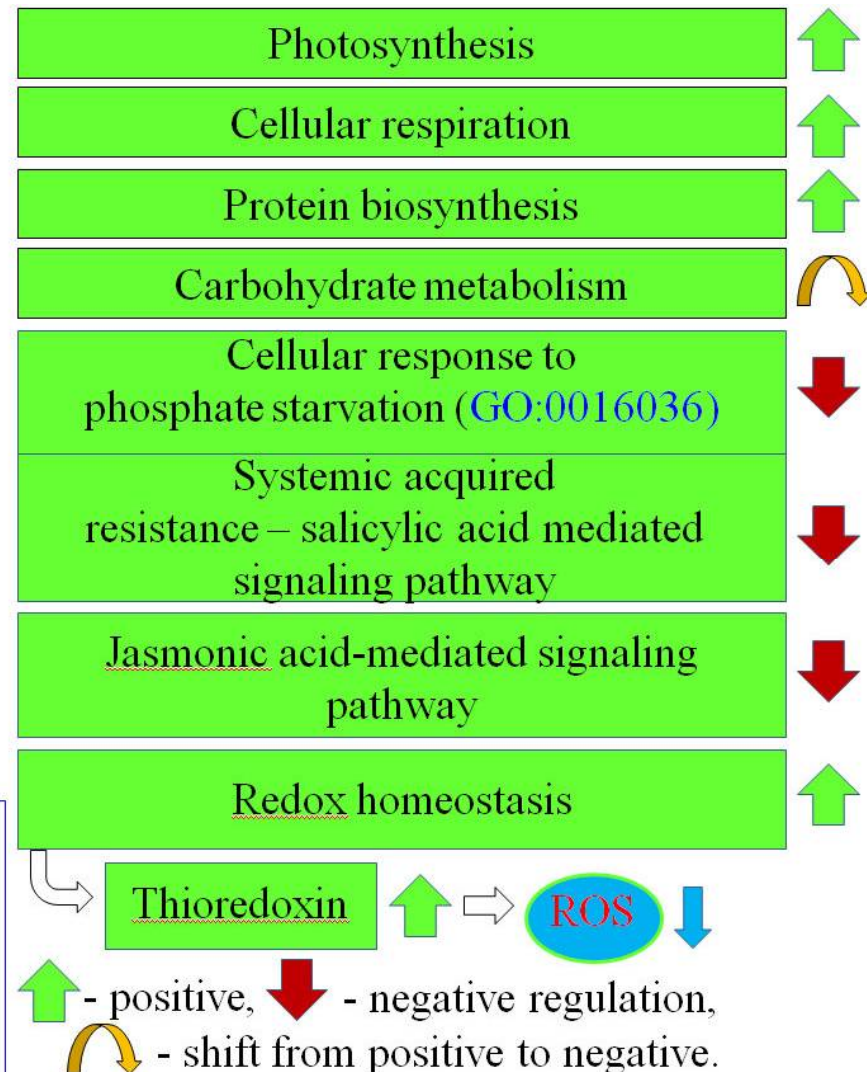 Photosynthesis
Cellular respiration
Protein biosynthesis
Carbohydrate metabolism
Cellular response to
phosphate starvation (GO:0016036)
Systemic acquired
resistance – salicylic acid mediated
signaling pathway
Jasmonic acid-mediated signaling
pathway
Redox homeostasis
Thioredoxin ROS
- positive, - negative regulation,
- shift from positive to negative.